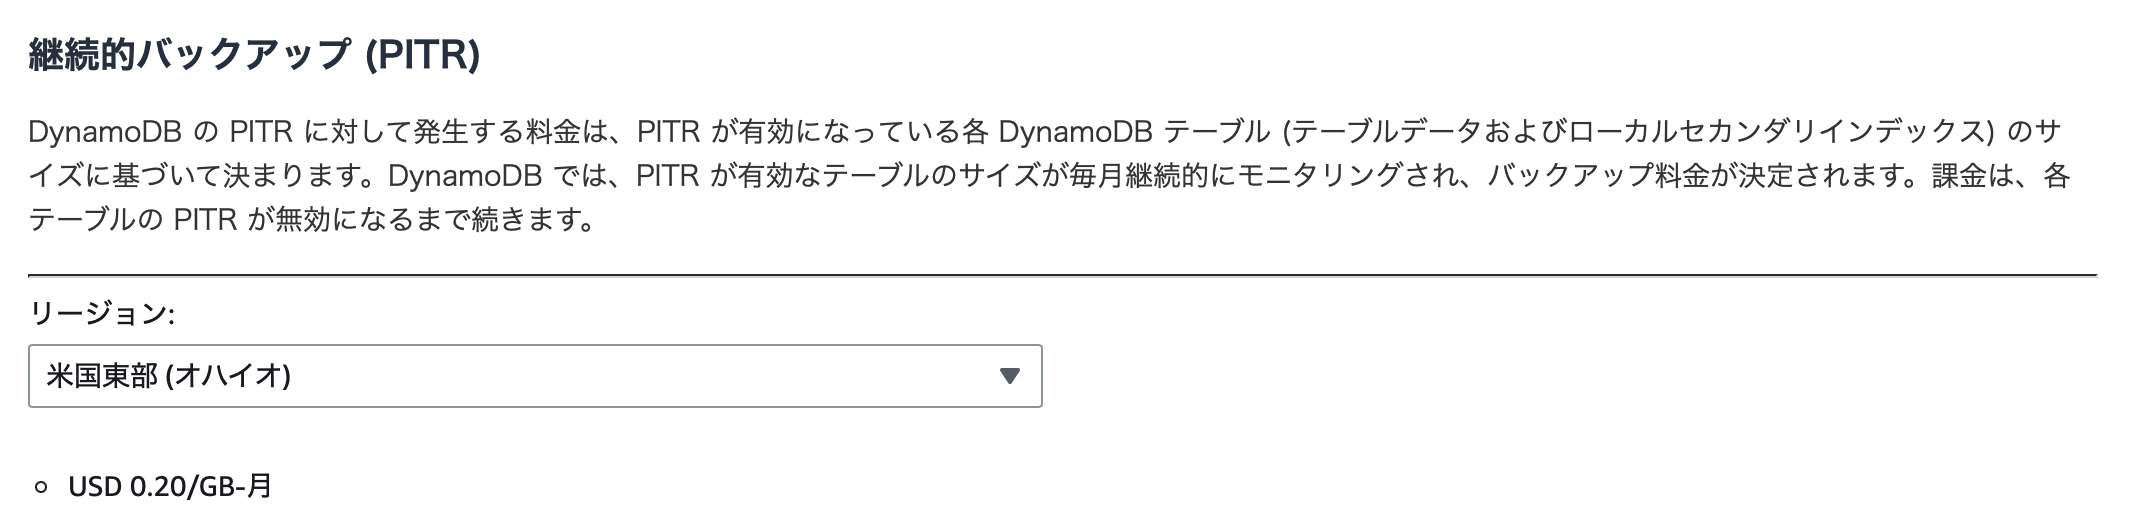 継続的バックアップ (PITR)
DynamoDB の PITR に対して発生する料金は、PITR が有効になっている各 DynamoDB テーブル (テーブルデータおよびローカルセカンダリインデックス) のサ
イズに基づいて決まります。DynamoDB では、PITR が有効なテーブルのサイズが毎月継続的にモニタリングされ、バックアップ料金が決定されます。課金は、各
テーブルの PITR が無効になるまで続きます。
リージョン:
米国東部 (オハイオ)
USD 0.20/GB-月